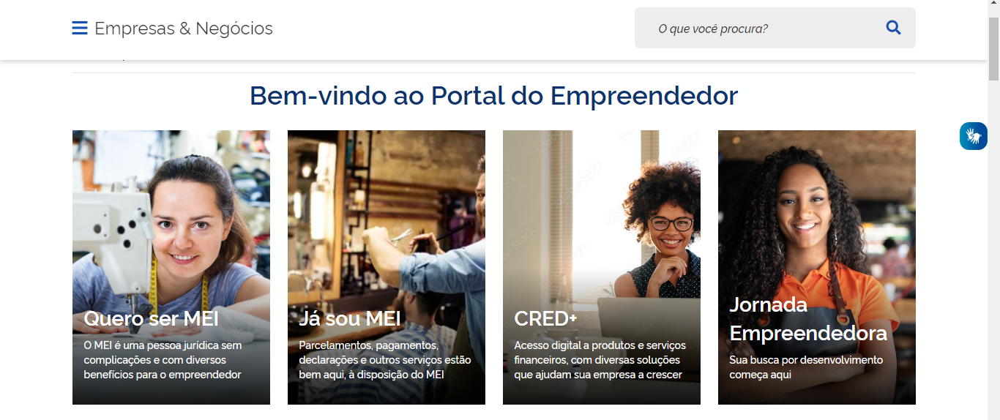 Empresas & Negócios
O que você procura?
Bem-vindo ao Portal do Empreendedor
Quero ser MEI
O MEI é uma pessoa jurídica sem
complicações e com diversos
benefícios para o empreendedor
Já sou MEI
Parcelamentos, pagamentos,
declarações e outros serviços estão
bem aqui, à disposição do MEI
CRED+
Acesso digital a produtos e serviços
financeiros, com diversas soluções
que ajudam sua empresa a crescer
Jornada
Empreendedora
Sua busca por desenvolvimento
começa aqui